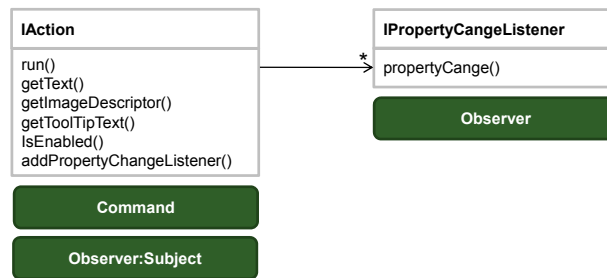 IAction
run()
getText()
getImageDescriptor()
getToolTipText()
IsEnabled()
addPropertyChangeListener()
Command
Observer:Subject
*
IPropertyCangeListener
propertyCange()
Observer